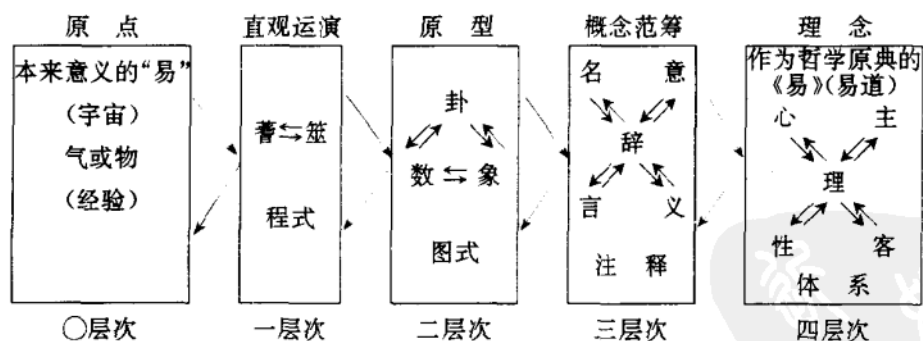 原点
本来意义的“易”
（宇宙）
气或物
（经验）
〇层次
直观运演
蓍⇆筮
程式
一层次
原型
卦
数⇆象
图式
二层次
概念范筹
名 意
辞
言 义
注释
三层次
理念
作为哲学原典的
《易》（易道）
心 主
理
性 客
体系
四层次